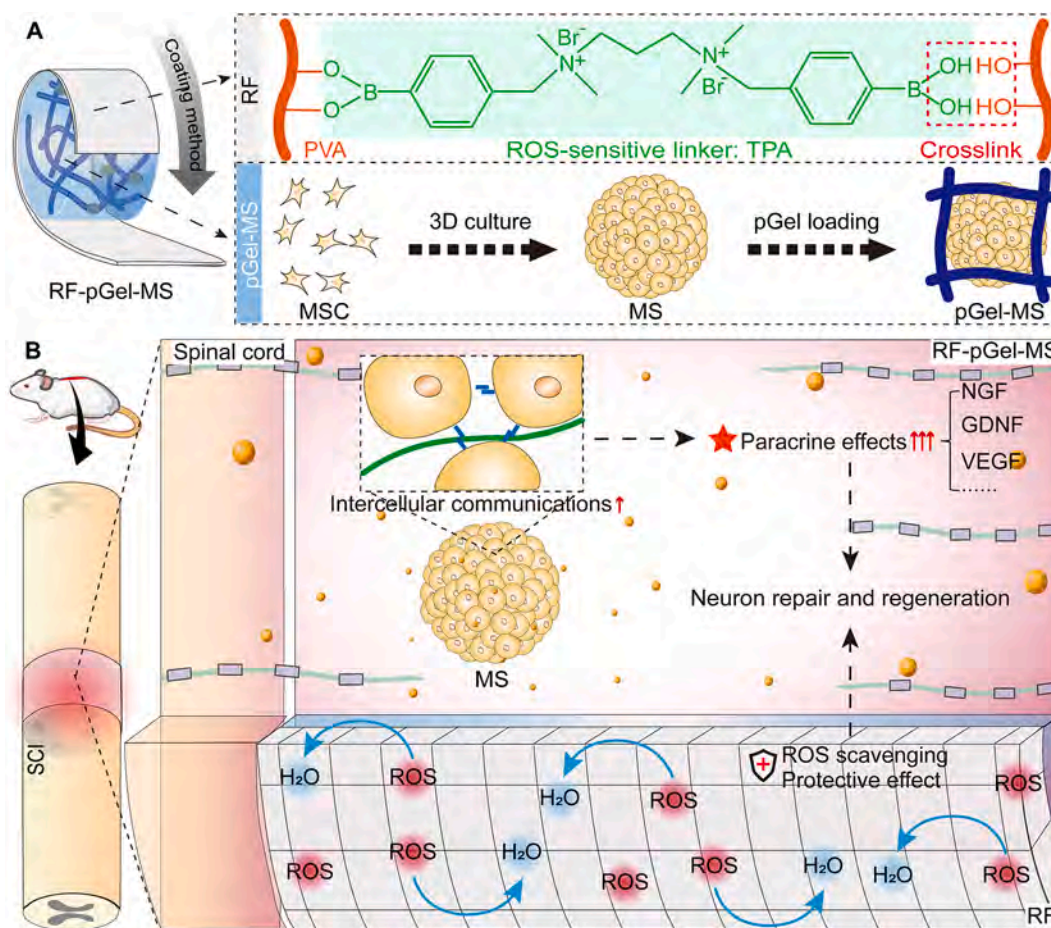 A
Coating method
RF-pGel-MS
RF
O
O
B
Br⁻
N⁺
N⁺
Br⁻
B
OH
HO
OH
HO
PVA
ROS-sensitive linker: TPA
Crosslink
pGel-MS
MSC
3D culture
MS
pGel loading
pGel-MS
B
Spinal cord
RF-pGel-MS
NGF
GDNF
VEGF
......
Paracrine effects
Intercellular communications
MS
Neuron repair and regeneration
SCI
ROS scavenging
Protective effect
H₂O
ROS
H₂O
ROS
ROS
ROS
ROS
H₂O
ROS
ROS
H₂O
H₂O
ROS
RF